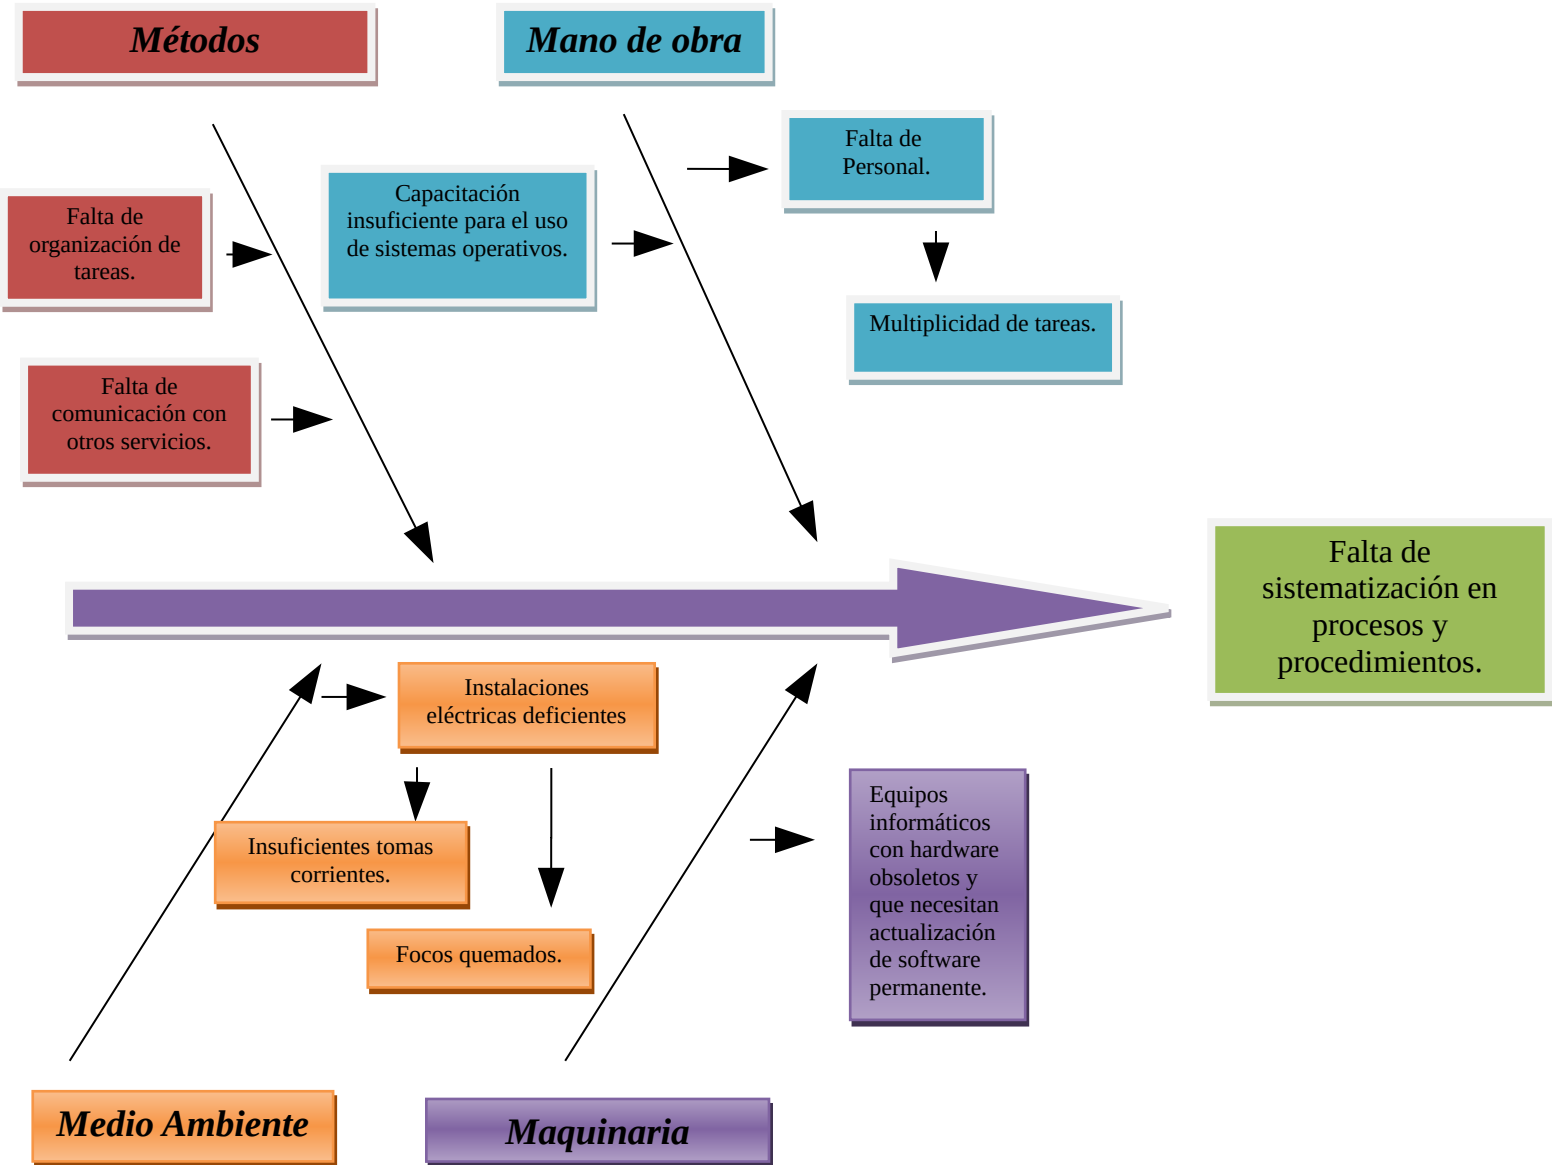 Métodos
Mano de obra
Falta de
Personal.
Capacitación
insuficiente para el uso
de sistemas operativos.
Falta de
organización de
tareas.
Multiplicidad de tareas.
Falta de
comunicación con
otros servicios.
Falta de
sistematización en
procesos y
procedimientos.
Instalaciones
eléctricas deficientes
Insuficientes tomas
corrientes.
Focos quemados.
Equipos
informáticos
con hardware
obsoletos y
que necesitan
actualización
de software
permanente.
Medio Ambiente
Maquinaria